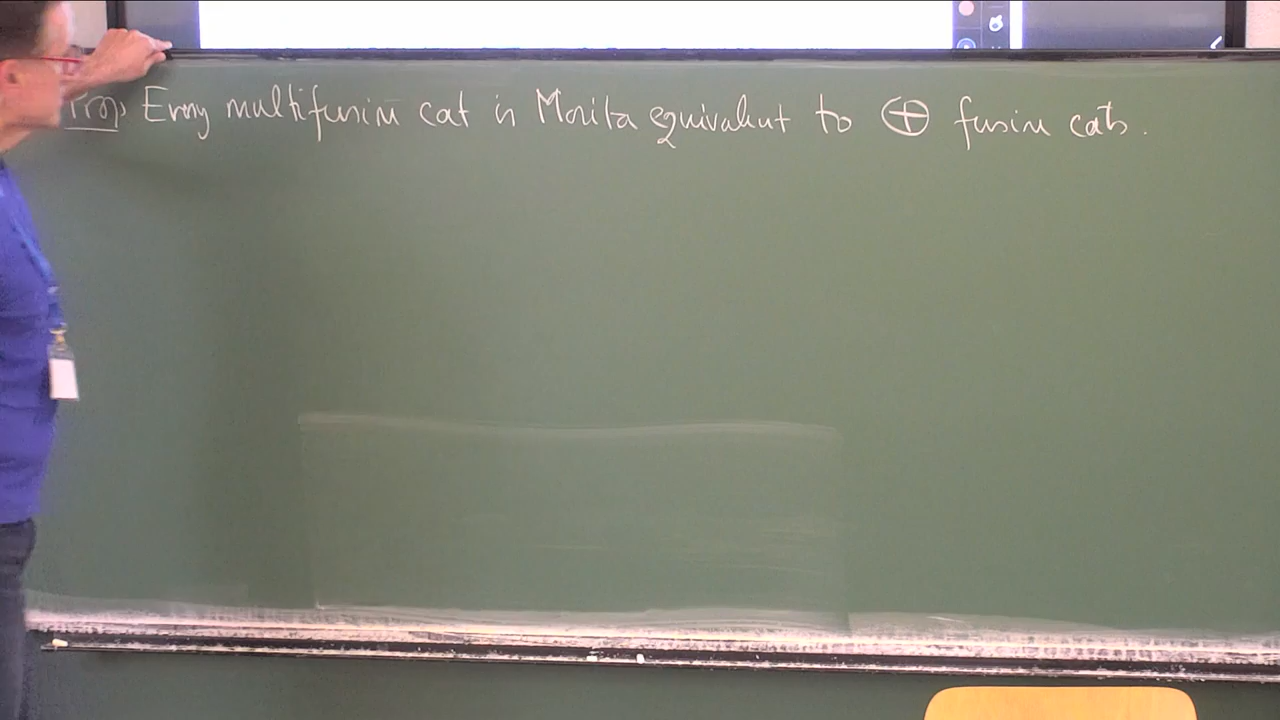 Prop. Every multifusion cat is Morita equivalent to ⊕ fusion cats.